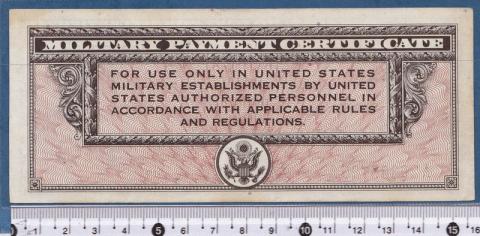 MILITARY PAYMENT CERTIFICATE
FOR USE ONLY IN UNITED STATES
MILITARY ESTABLISHMENTS BY UNITED
STATES AUTHORIZED PERSONNEL IN
ACCORDANCE WITH APPLICABLE RULES
AND REGULATIONS.
1 2 3 4 5 6 7 8 9 10 11 12 13 14 15 16